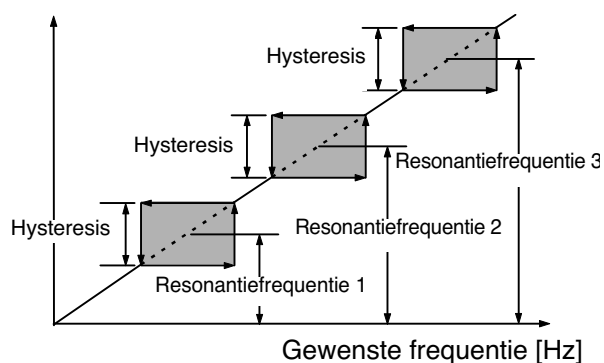 Hysteresis
Hysteresis
Resonantiefrequentie 3
Hysteresis
Resonantiefrequentie 2
Resonantiefrequentie 1
Gewenste frequentie [Hz]